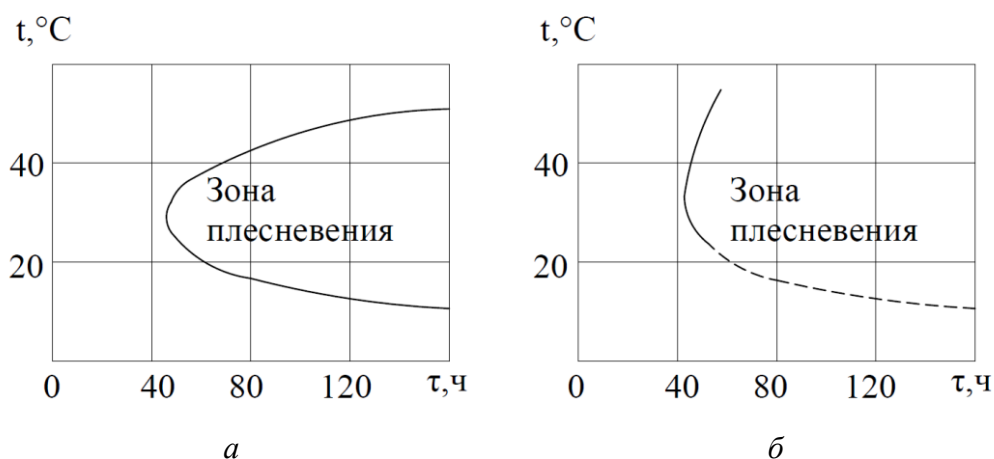 t,°C
40
20
Зона
плесневения
0 40 80 120 τ,ч
а
t,°C
40
20
Зона
плесневения
0 40 80 120 τ,ч
б